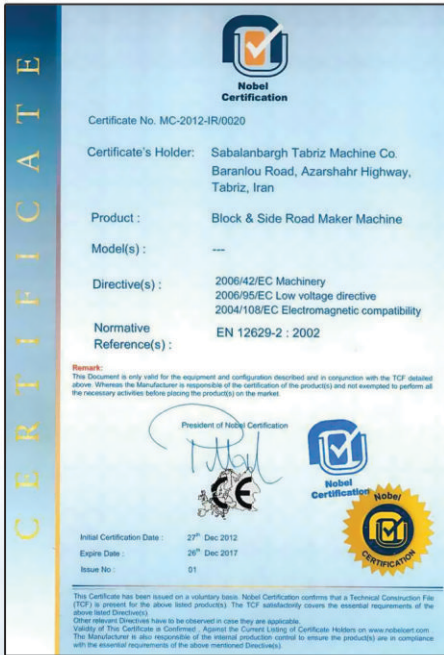 CERTIFICATE
Nobel
Certification
Certificate No. MC-2012-IR/0020
Certificate's Holder: Sabalanbargh Tabriz Machine Co.
Baranlou Road, Azarshahr Highway,
Tabriz, Iran
Product : Block & Side Road Maker Machine
Model(s) : ---
Directive(s) : 2006/42/EC Machinery
2006/95/EC Low voltage directive
2004/108/EC Electromagnetic compatibility
Normative
Reference(s) : EN 12629-2 : 2002
Remark:
This Document is only valid for the equipment and configuration described and in conjunction with the TCF detailed
above. Whereas the Manufacturer is responsible of the certification of the product(s) and not exempted to perform all
the necessary activities before placing the product(s) on the market.
President of Nobel Certification
CE
Nobel
Certification
Nobel
CERTIFICATION
Initial Certification Date : 27th Dec 2012
Expire Date : 26th Dec 2017
Issue No : 01
This Certificate has been issued on a voluntary basis. Nobel Certification confirms that a Technical Construction File
(TCF) is present for the above listed product(s). The TCF satisfactorily covers the essential requirements of the
above listed Directive(s).
Other relevant Directives have to be observed in case they are applicable.
Validity of This Certificate is Confirmed , Against the Current Listing of Certificate Holders on www.nobelcert.com
The Manufacturer is also responsible of the internal production control to ensure the product(s) are in compliance
with the essential requirements of the above mentioned Directive(s).